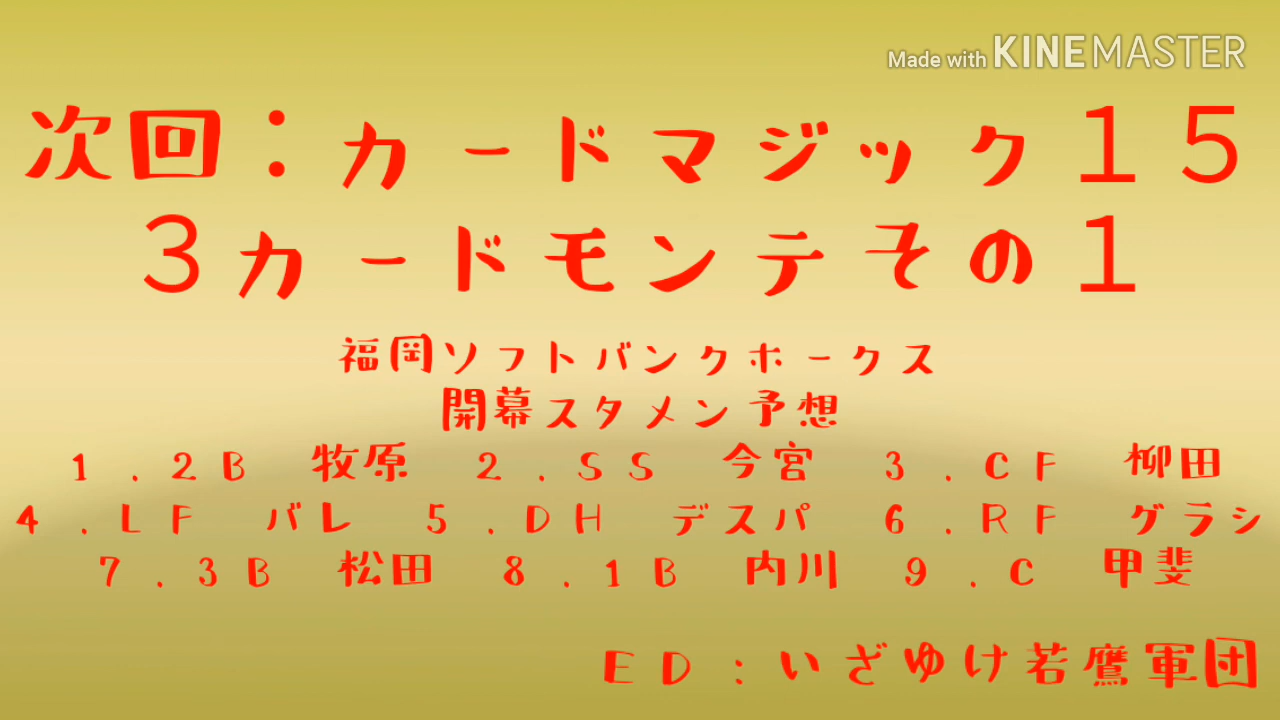 Made with KINEMASTER
次回：カードマジック１５
３カードモンテその１
福岡ソフトバンクホークス
開幕スタメン予想
１．２Ｂ　牧原　２．ＳＳ　今宮　３．ＣＦ　柳田
４．ＬＦ　バレ　５．ＤＨ　デスパ　６．ＲＦ　グラシ
７．３Ｂ　松田　８．１Ｂ　内川　９．Ｃ　甲斐
ＥＤ：いざゆけ若鷹軍団